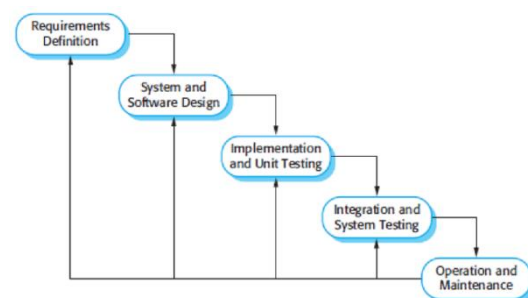 Requirements
Definition
System and
Software Design
Implementation
and Unit Testing
Integration and
System Testing
Operation and
Maintenance